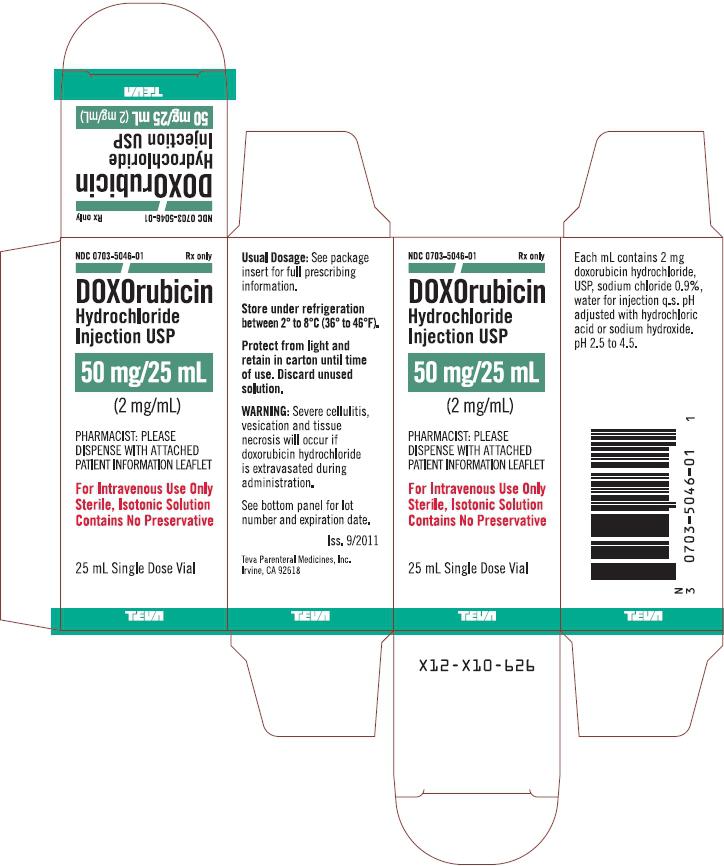 TEVA
50 mg/25 mL (2 mg/mL)
Injection USP
Hydrochloride
DOXOrubicin
NDC 0703-5046-01 Rx only
NDC 0703-5046-01 Rx only
DOXOrubicin
Hydrochloride
Injection USP
50 mg/25 mL
(2 mg/mL)
PHARMACIST: PLEASE
DISPENSE WITH ATTACHED
PATIENT INFORMATION LEAFLET
For Intravenous Use Only
Sterile, Isotonic Solution
Contains No Preservative
25 mL Single Dose Vial
TEVA
Usual Dosage: See package
insert for full prescribing
information.
Store under refrigeration
between 2° to 8°C (36° to 46°F).
Protect from light and
retain in carton until time
of use. Discard unused
solution.
WARNING: Severe cellulitis,
vesication and tissue
necrosis will occur if
doxorubicin hydrochloride
is extravasated during
administration.
See bottom panel for lot
number and expiration date.
Iss. 9/2011
Teva Parenteral Medicines, Inc.
Irvine, CA 92618
TEVA
NDC 0703-5046-01 Rx only
DOXOrubicin
Hydrochloride
Injection USP
50 mg/25 mL
(2 mg/mL)
PHARMACIST: PLEASE
DISPENSE WITH ATTACHED
PATIENT INFORMATION LEAFLET
For Intravenous Use Only
Sterile, Isotonic Solution
Contains No Preservative
25 mL Single Dose Vial
TEVA
X12-X10-626
Each mL contains 2 mg
doxorubicin hydrochloride,
USP, sodium chloride 0.9%,
water for injection q.s. pH
adjusted with hydrochloric
acid or sodium hydroxide.
pH 2.5 to 4.5.
N
3 0703-5046-01 1
TEVA